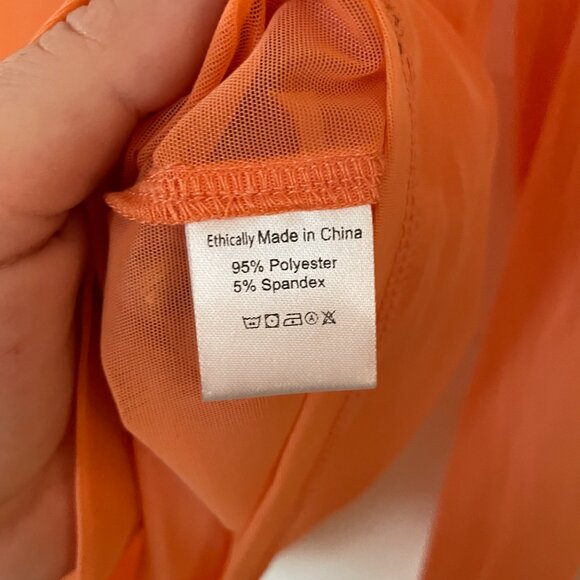 Ethically Made in China
95% Polyester
5% Spandex